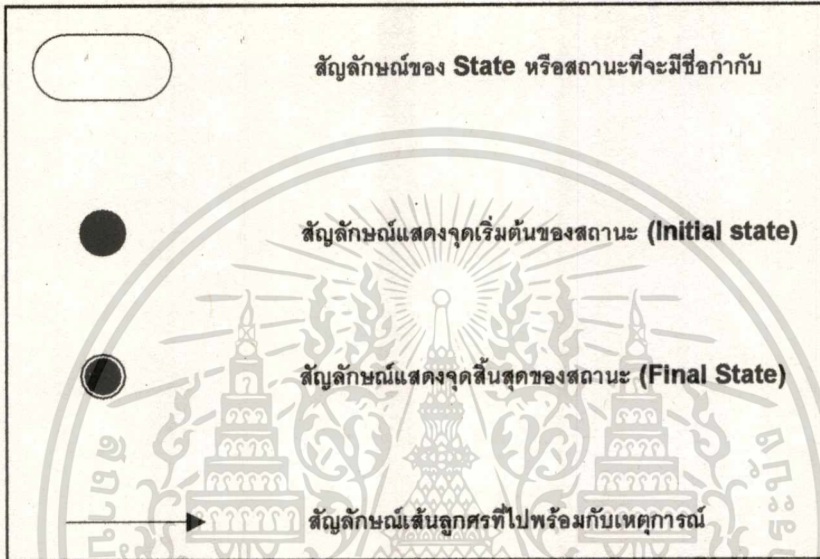 สัญลักษณ์ของ State หรือสถานะที่จะมีชื่อกำกับ
สัญลักษณ์แสดงจุดเริ่มต้นของสถานะ (Initial state)
สัญลักษณ์แสดงจุดสิ้นสุดของสถานะ (Final State)
สัญลักษณ์เส้นลูกศรที่ไปพร้อมกับเหตุการณ์